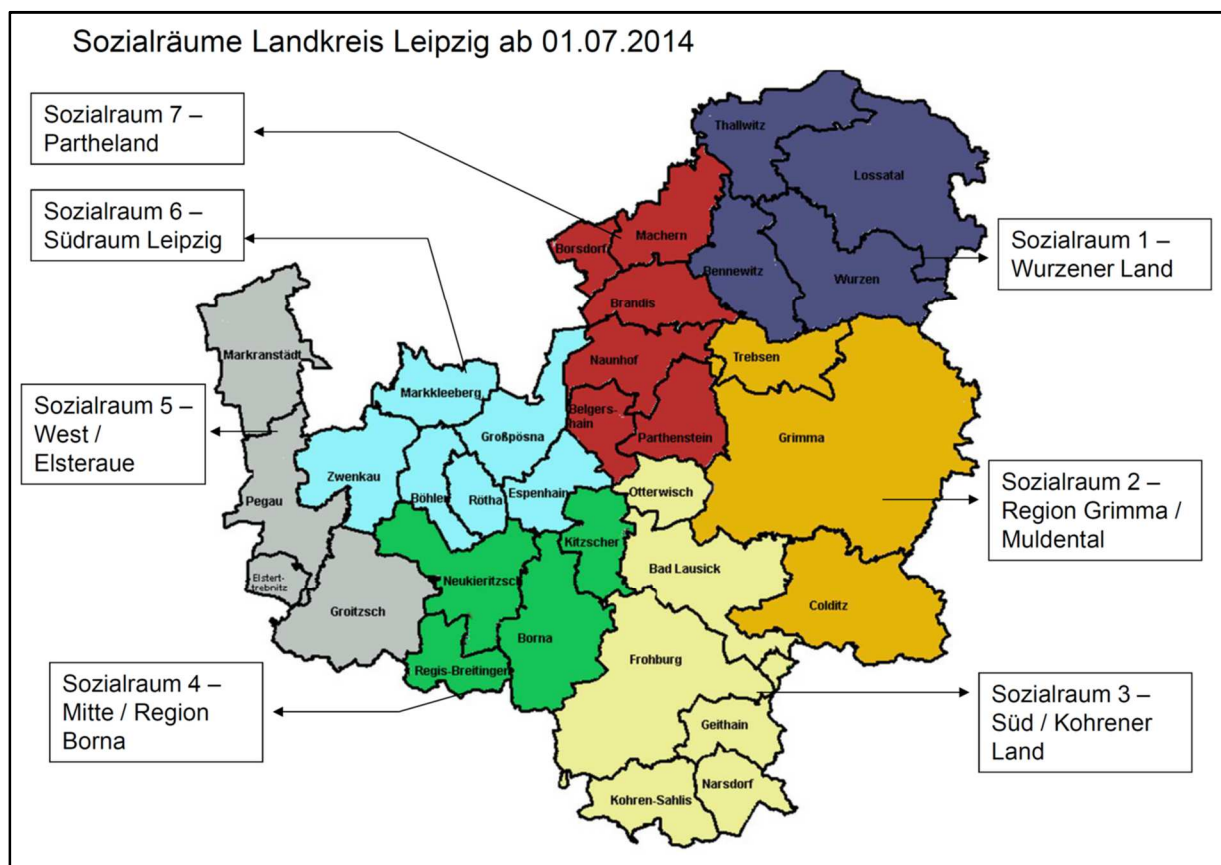 Sozialräume Landkreis Leipzig ab 01.07.2014
Sozialraum 7 –
Partheland
Sozialraum 6 –
Südraum Leipzig
Sozialraum 5 –
West /
Elsteraue
Sozialraum 4 –
Mitte / Region
Borna
Sozialraum 1 –
Wurzener Land
Sozialraum 2 –
Region Grimma /
Muldental
Sozialraum 3 –
Süd / Kohrener
Land
Thallwitz
Lossatal
Machern
Borsdorf
Bennewitz
Wurzen
Brandis
Markranstädt
Naunhof
Trebsen
Markkleeberg
Belgers-
hain
Großpösna
Parthenstein
Grimma
Zwenkau
Böhlen
Rötha
Espenhain
Otterwisch
Pegau
Kitzscher
Bad Lausick
Elstert-
trebnitz
Neukieritzsch
Groitzsch
Colditz
Borna
Frohburg
Regis-Breitingen
Geithain
Narsdorf
Kohren-Sahlis